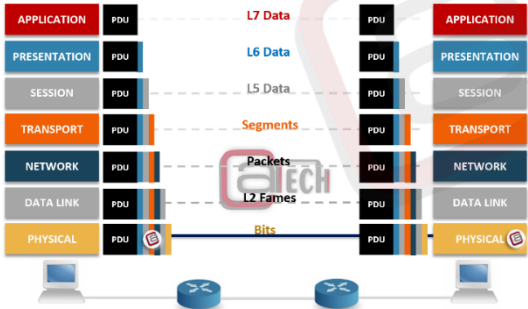 APPLICATION PDU L7 Data PDU APPLICATION
PRESENTATION PDU L6 Data PDU PRESENTATION
SESSION PDU L5 Data PDU SESSION
TRANSPORT PDU Segments PDU TRANSPORT
NETWORK PDU Packets PDU NETWORK
TECH
DATA LINK PDU L2 Fames PDU DATA LINK
PHYSICAL PDU Bits PDU PHYSICAL